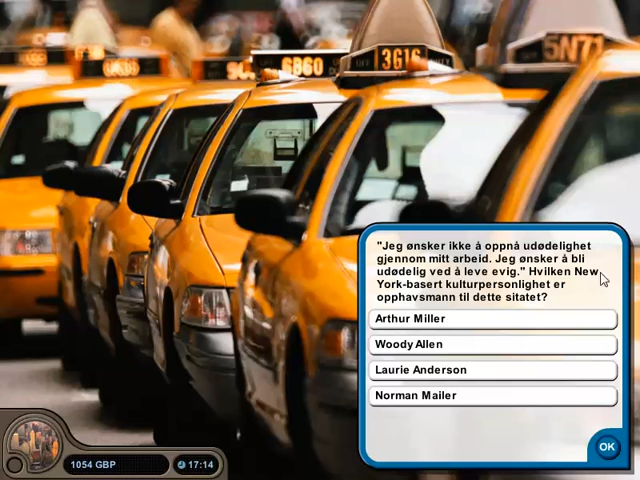 6B60
3G16
5N71
"Jeg ønsker ikke å oppnå udødelighet
gjennom mitt arbeid. Jeg ønsker å bli
udødelig ved å leve evig." Hvilken New
York-basert kulturpersonlighet er
opphavsmann til dette sitatet?
Arthur Miller
Woody Allen
Laurie Anderson
Norman Mailer
OK
1054 GBP
17:14